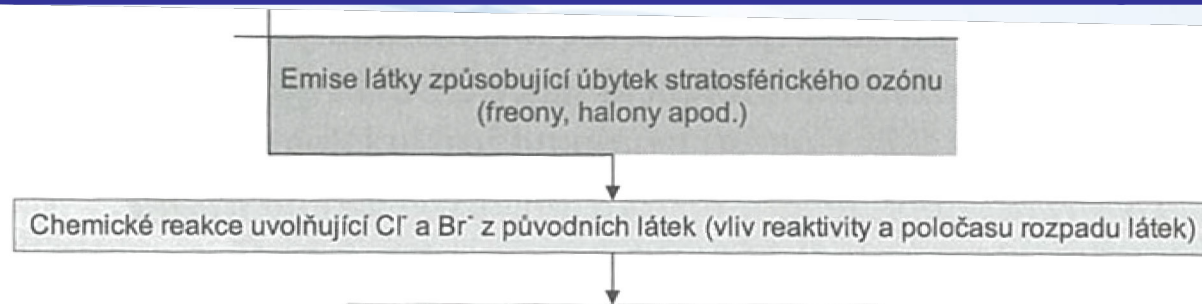 Emise látky způsobující úbytek stratosférického ozónu
(freony, halony apod.)
Chemické reakce uvolňující Cl⁻ a Br⁻ z původních látek (vliv reaktivity a poločasu rozpadu látek)